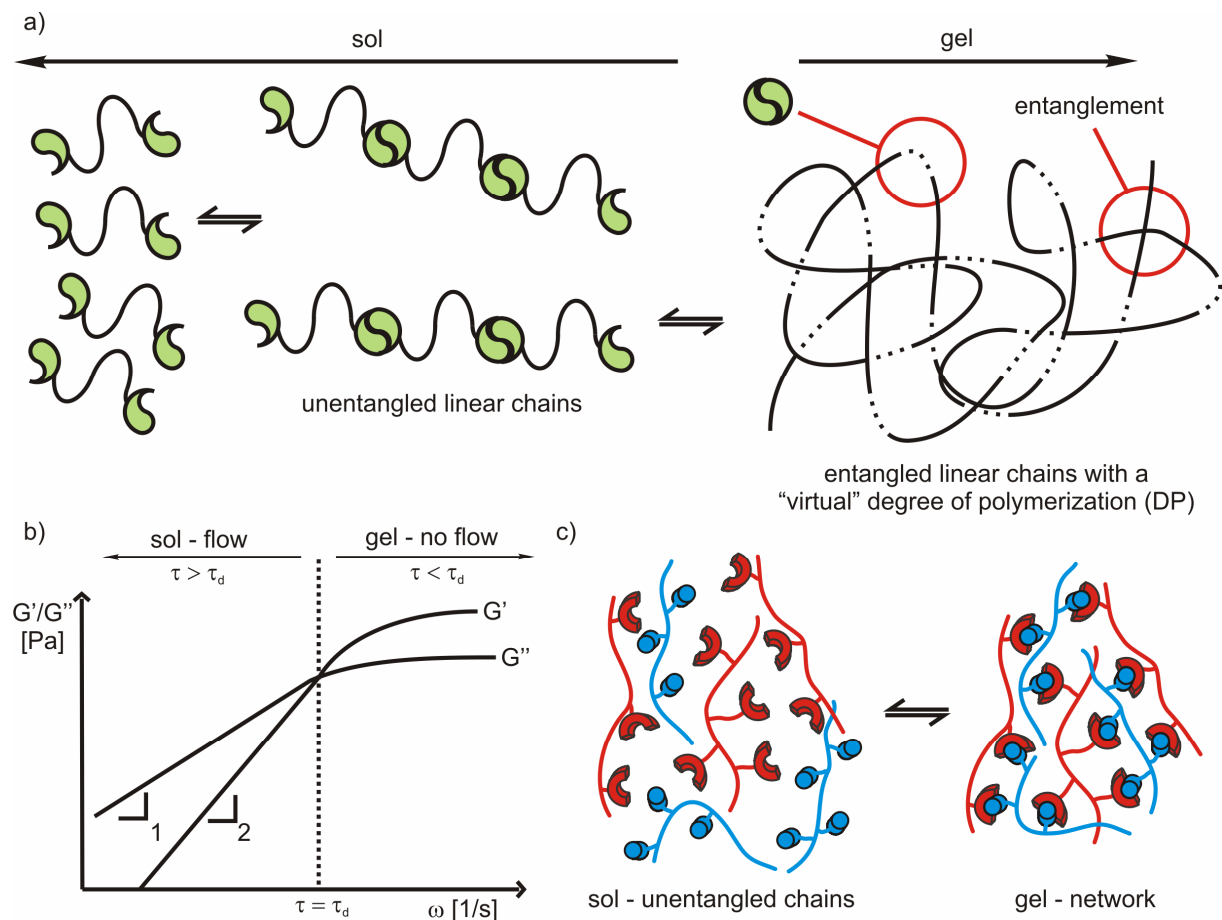 a)
sol
gel
entanglement
unentangled linear chains
entangled linear chains with a
“virtual” degree of polymerization (DP)
b)
sol - flow
gel - no flow
τ > τd
τ < τd
G’/G’’
[Pa]
G’
G’’
1
2
τ = τd
ω [1/s]
c)
sol - unentangled chains
gel - network